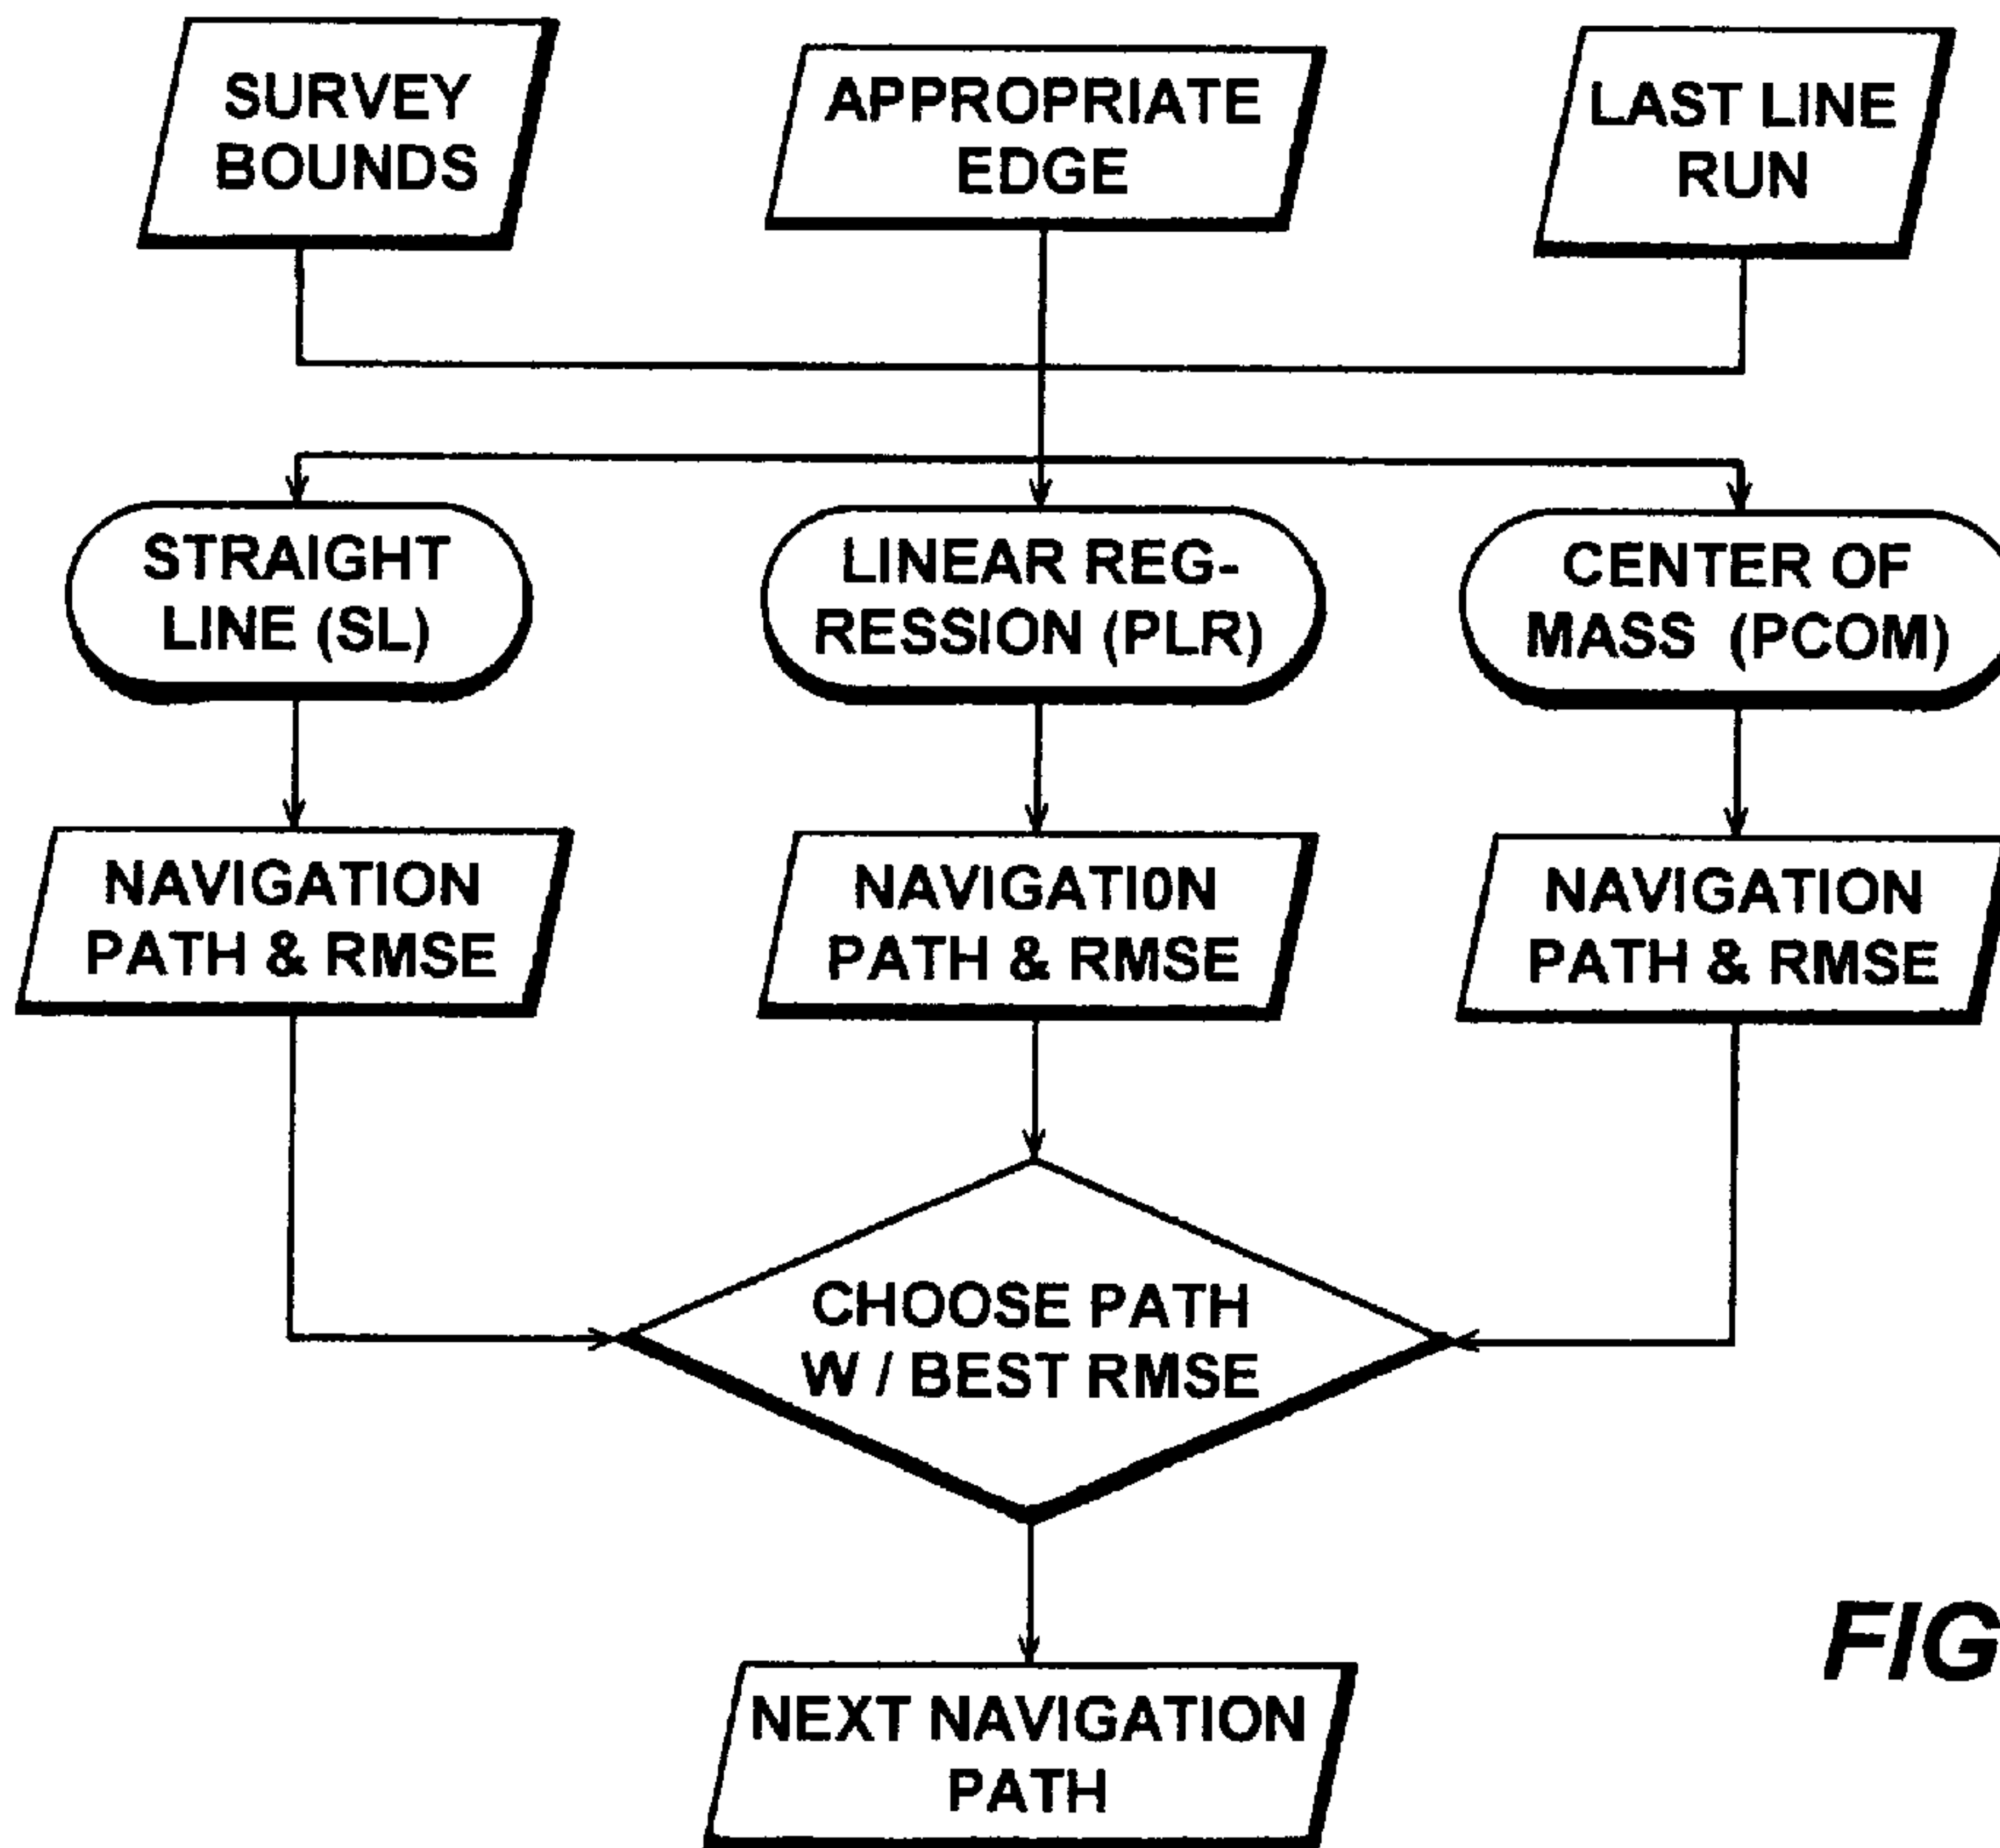 SURVEY
BOUNDS
APPROPRIATE
EDGE
LAST LINE
RUN
STRAIGHT
LINE (SL)
LINEAR REG-
RESSION (PLR)
CENTER OF
MASS (PCOM)
NAVIGATION
PATH & RMSE
NAVIGATI0N
PATH & RMSE
NAVIGATION
PATH & RMSE
CHOOSE PATH
W / BEST RMSE
NEXT NAVIGATION
PATH
FIG